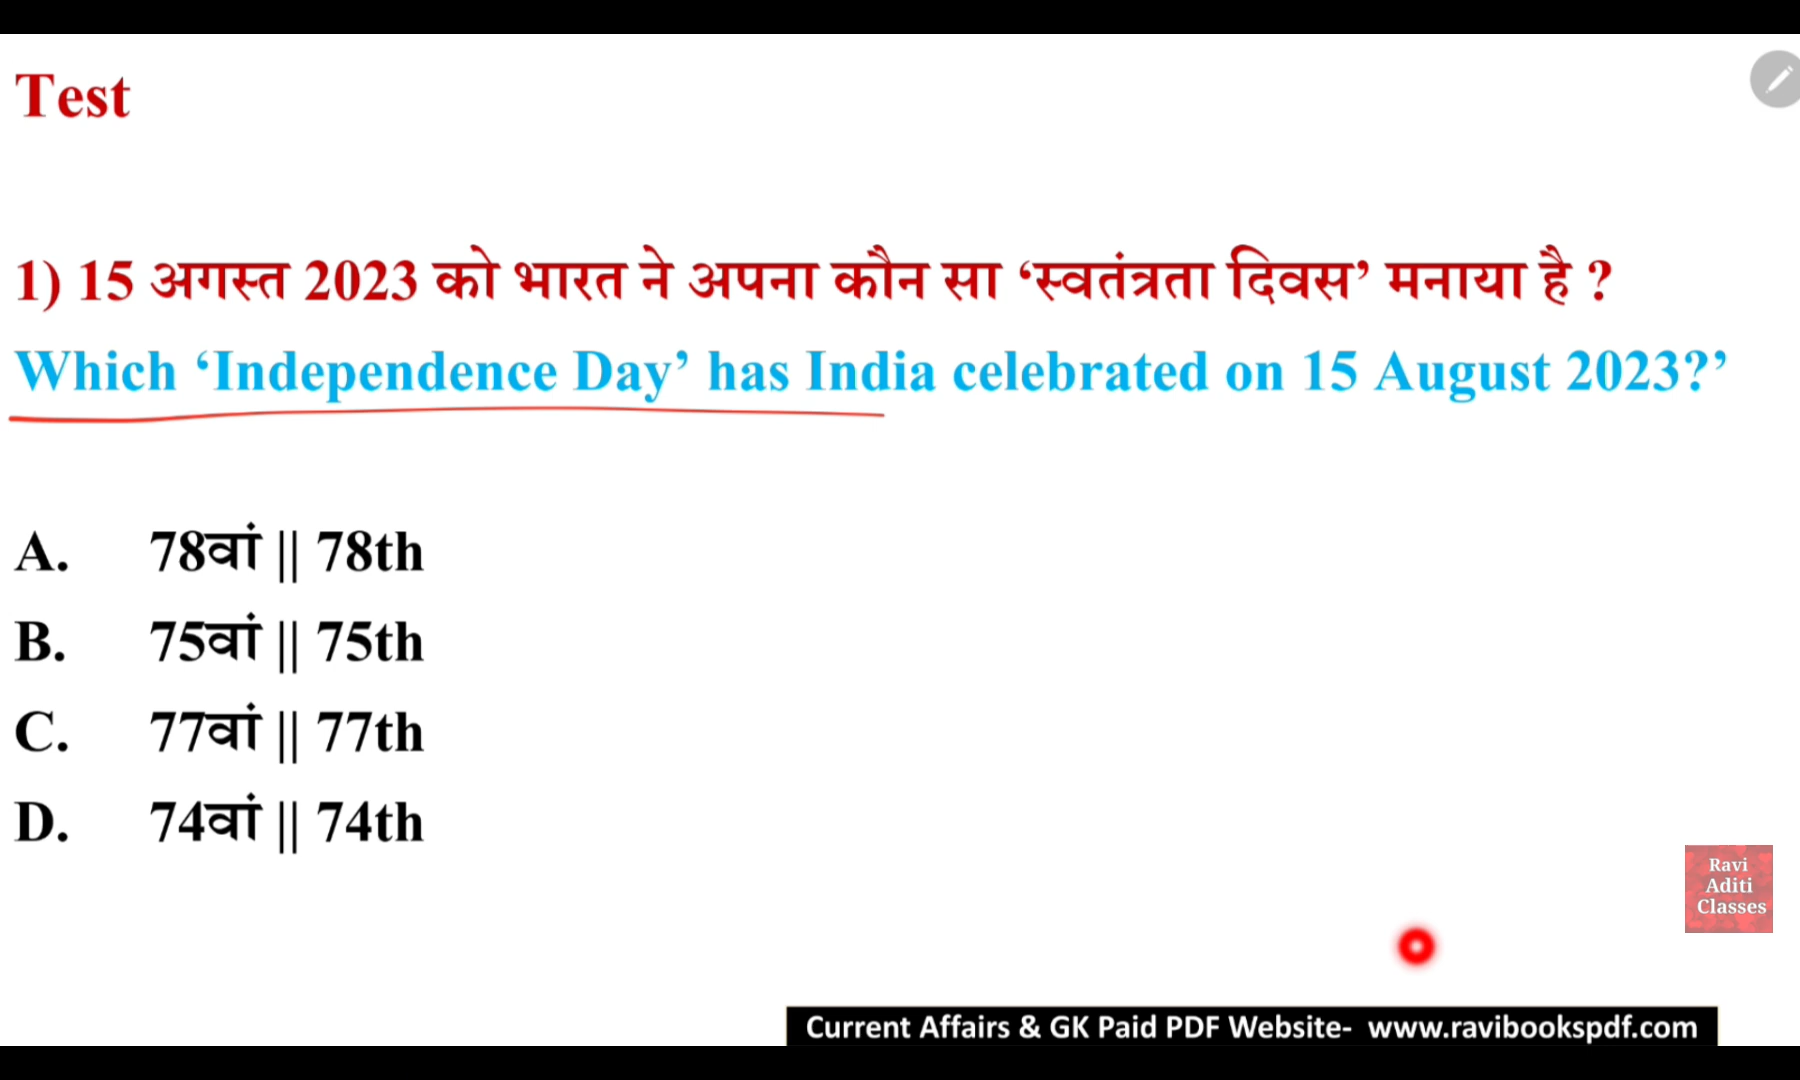 Test
1) 15 अगस्त 2023 को भारत ने अपना कौन सा ‘स्वतंत्रता दिवस’ मनाया है ?
Which ‘Independence Day’ has India celebrated on 15 August 2023?’
A. 78वां || 78th
B. 75वां || 75th
C. 77वां || 77th
D. 74वां || 74th
Ravi
Aditi
Classes
Current Affairs & GK Paid PDF Website- www.ravibookspdf.com